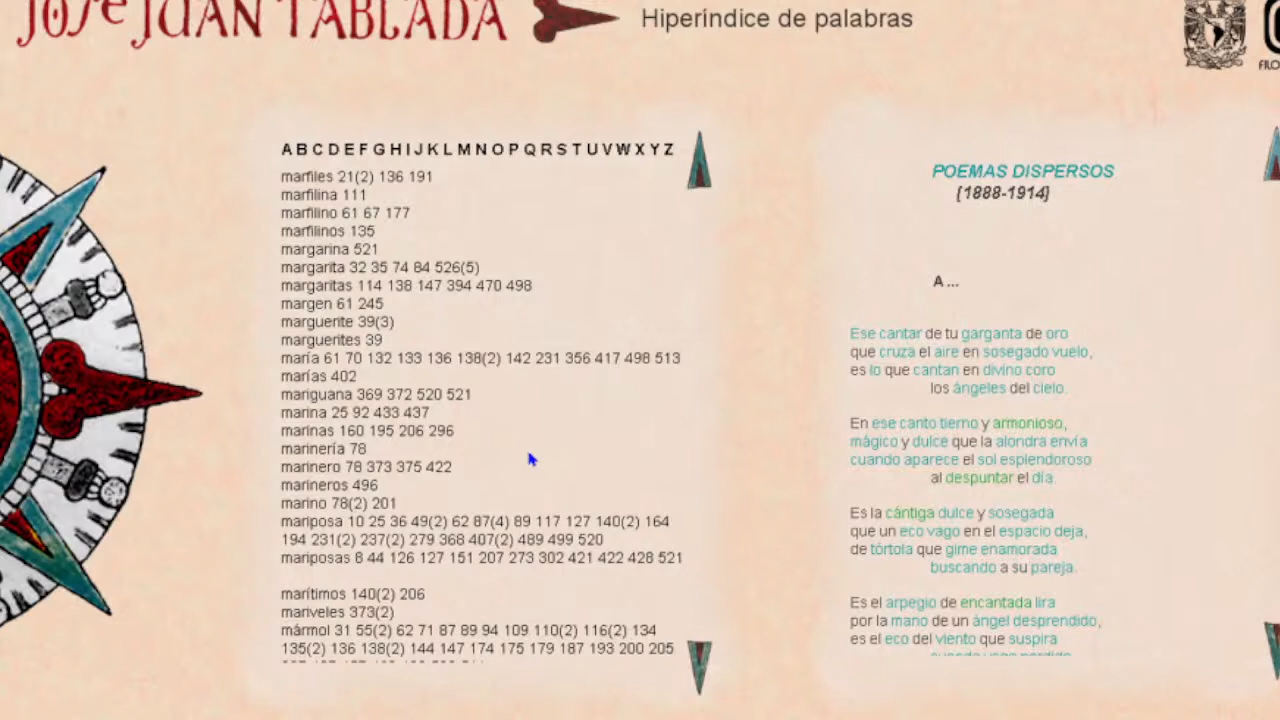 JOSÉ JUAN TABLADA
Hiperíndice de palabras
A B C D E F G H I J K L M N O P Q R S T U V W X Y Z
marfiles 21(2) 136 191
marfilina 111
marfilino 61 67 177
marfilinos 135
margarina 521
margarita 32 35 74 84 526(5)
margaritas 114 138 147 394 470 498
margen 61 245
marguerite 39(3)
marguerites 39
maría 61 70 132 133 136 138(2) 142 231 356 417 498 513
marías 402
mariguana 369 372 520 521
marina 25 92 433 437
marinas 160 195 206 296
marinería 78
marinero 78 373 375 422
marineros 496
marino 78(2) 201
mariposa 10 25 36 49(2) 62 87(4) 89 117 127 140(2) 164
194 231(2) 237(2) 279 368 407(2) 489 499 520
mariposas 8 44 126 127 151 207 273 302 421 422 428 521
marítimos 140(2) 206
mariveles 373(2)
mármol 31 55(2) 62 71 87 89 94 109 110(2) 116(2) 134
135(2) 136 138(2) 144 147 174 175 179 187 193 200 205
POEMAS DISPERSOS
{1888-1914}
A ...
Ese cantar de tu garganta de oro
que cruza el aire en sosegado vuelo,
es lo que cantan en divino coro
los ángeles del cielo.
En ese canto tierno y armonioso,
mágico y dulce que la alondra envía
cuando aparece el sol esplendoroso
al despuntar el día.
Es la cántiga dulce y sosegada
que un eco vago en el espacio deja,
de tórtola que gime enamorada
buscando a su pareja.
Es el arpegio de encantada lira
por la mano de un ángel desprendido,
es el eco del viento que suspira